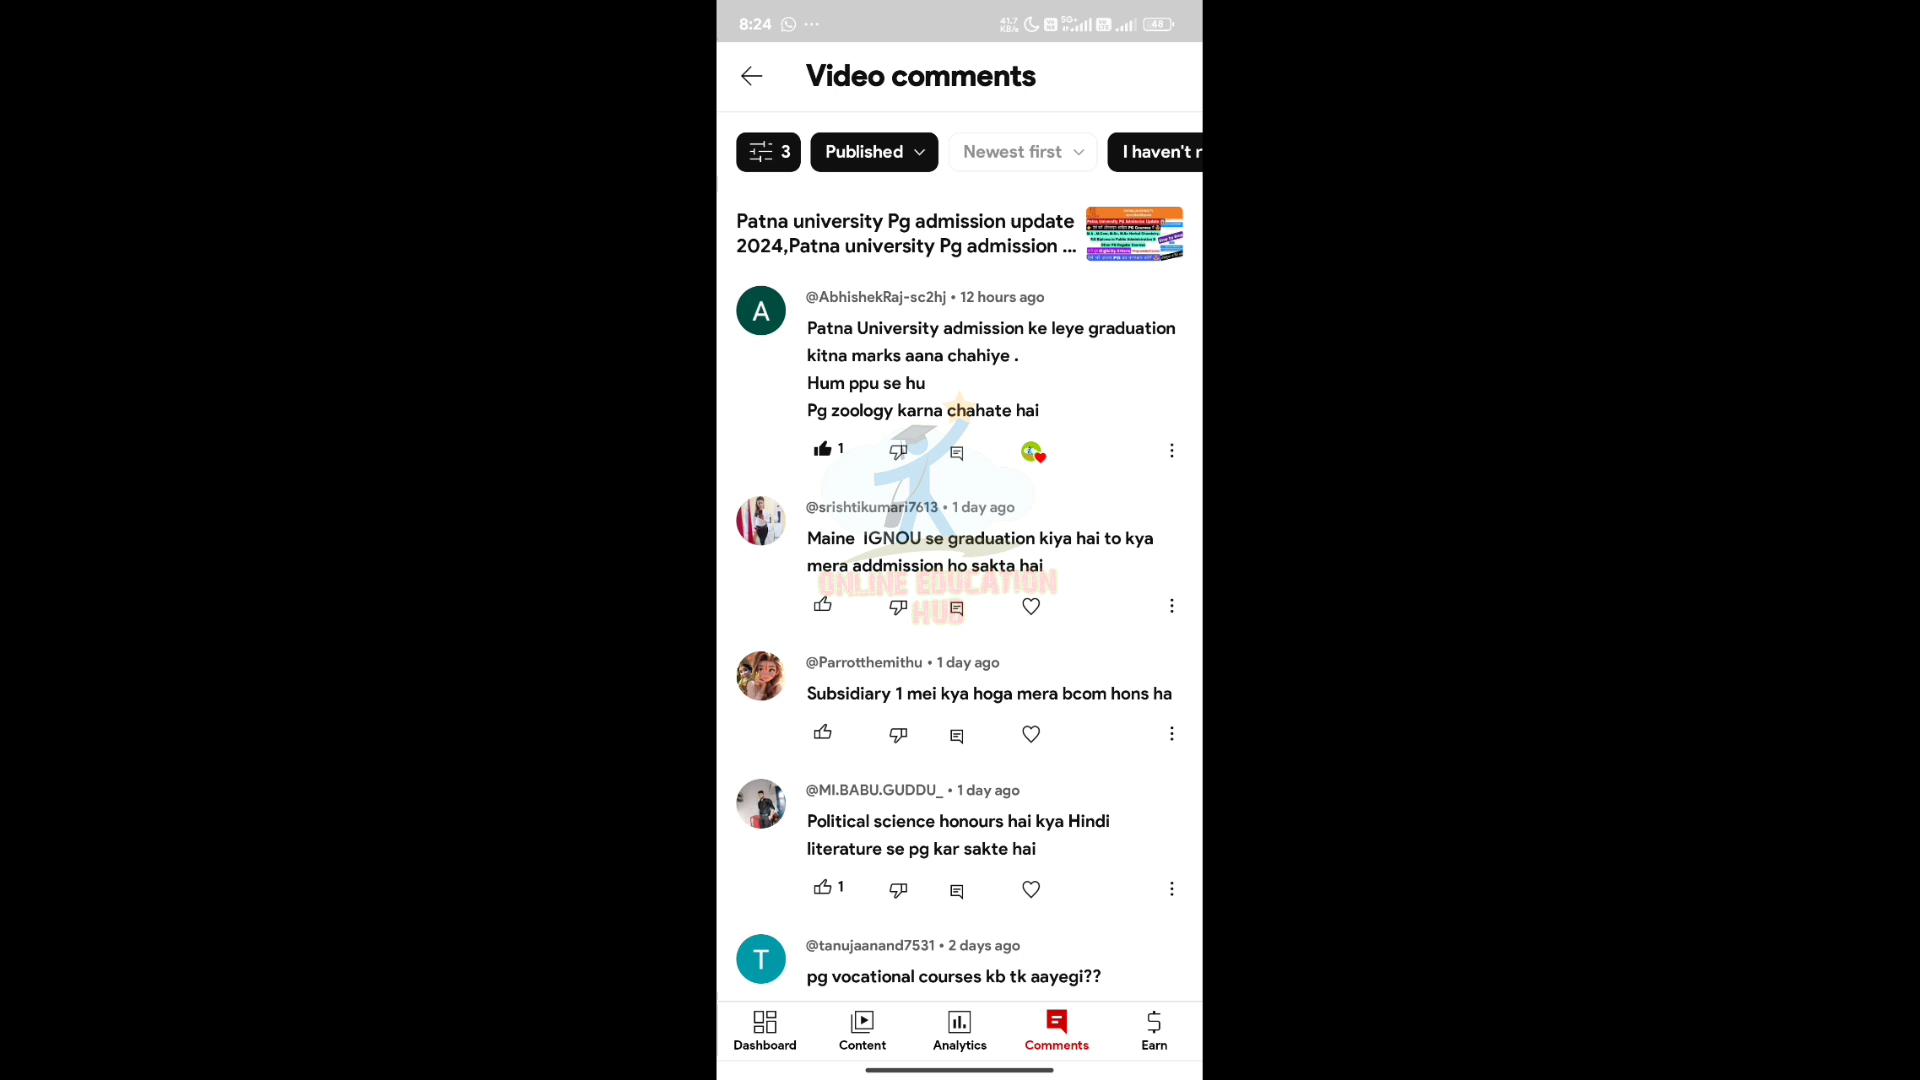 8:24
41.7
KB/s
5G+
48
Video comments
3
Published
Newest first
I haven't r
Patna university Pg admission update
2024,Patna university Pg admission ...
@AbhishekRaj-sc2hj • 12 hours ago
Patna University admission ke leye graduation
kitna marks aana chahiye .
Hum ppu se hu
Pg zoology karna chahate hai
1
@srishtikumari7613 • 1 day ago
Maine IGNOU se graduation kiya hai to kya
mera addmission ho sakta hai
ONLINE EDUCATION
HUB
@Parrotthemithu • 1 day ago
Subsidiary 1 mei kya hoga mera bcom hons ha
@MI.BABU.GUDDU_ • 1 day ago
Political science honours hai kya Hindi
literature se pg kar sakte hai
1
@tanujaanand7531 • 2 days ago
pg vocational courses kb tk aayegi??
Dashboard
Content
Analytics
Comments
Earn